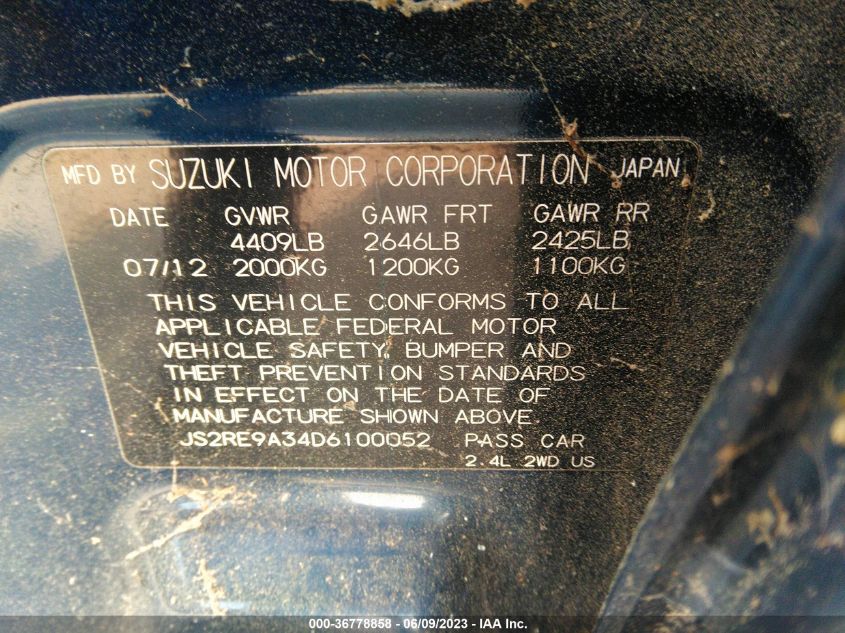 MFD BY SUZUKI MOTOR CORPORATION JAPAN
DATE GVWR GAWR FRT GAWR RR
4409LB 2646LB 2425LB
07/12 2000KG 1200KG 1100KG
THIS VEHICLE CONFORMS TO ALL
APPLICABLE FEDERAL MOTOR
VEHICLE SAFETY, BUMPER AND
THEFT PREVENTION STANDARDS
IN EFFECT ON THE DATE OF
MANUFACTURE SHOWN ABOVE.
JS2RE9A34D6100052 PASS CAR
2.4L 2WD US
000-36778858 - 06/09/2023 - IAA Inc.